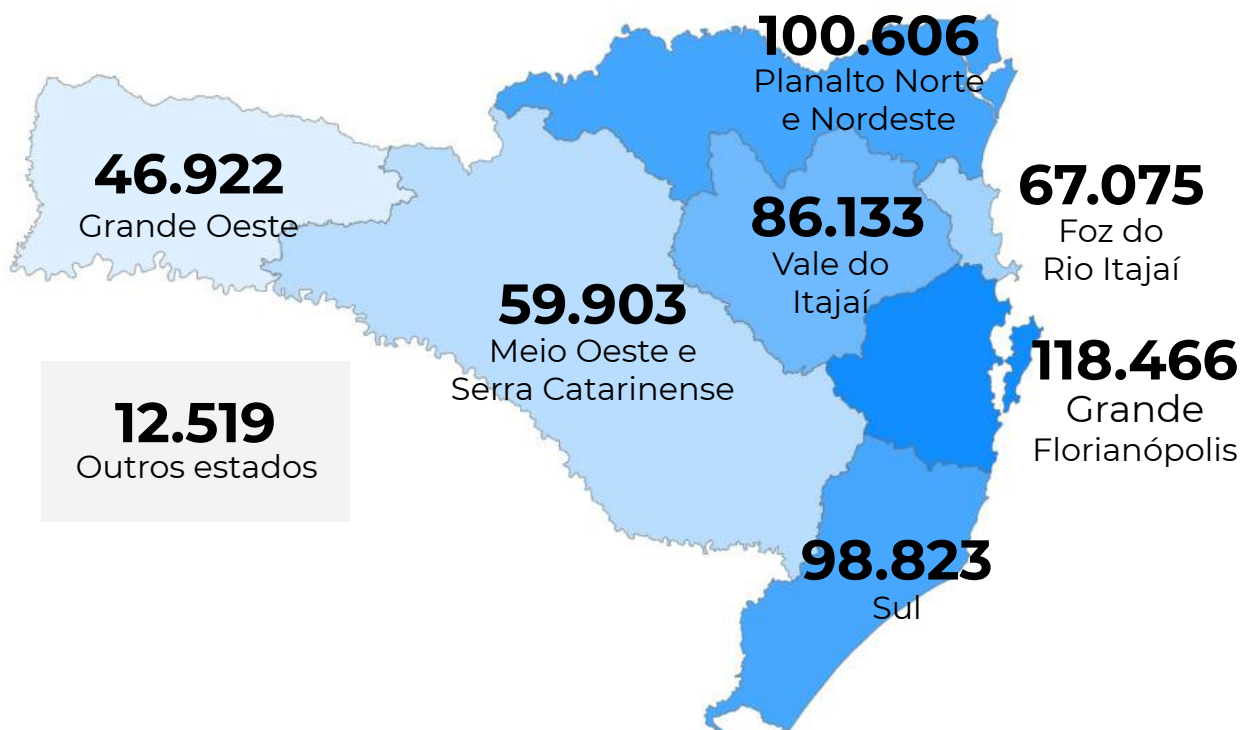 100.606
Planalto Norte
e Nordeste
46.922
Grande Oeste
67.075
Foz do
Rio Itajaí
86.133
Vale do
Itajaí
59.903
Meio Oeste e
Serra Catarinense
118.466
Grande
Florianópolis
12.519
Outros estados
98.823
Sul